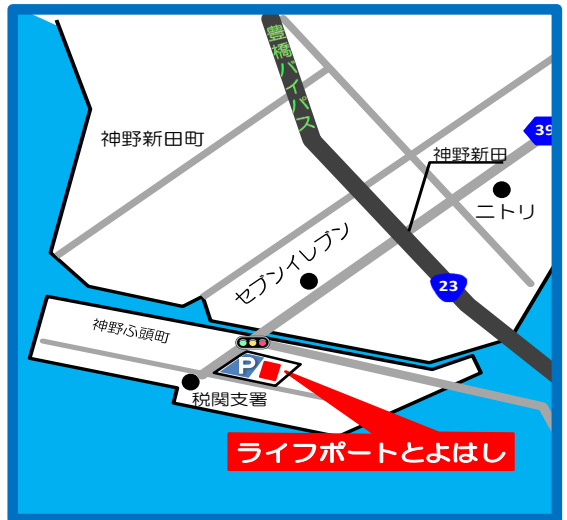 豊橋バイパス
39
神野新田町
神野新田
ニトリ
セブンイレブン
23
神野ふ頭町
P
税関支署
ライフポートとよはし